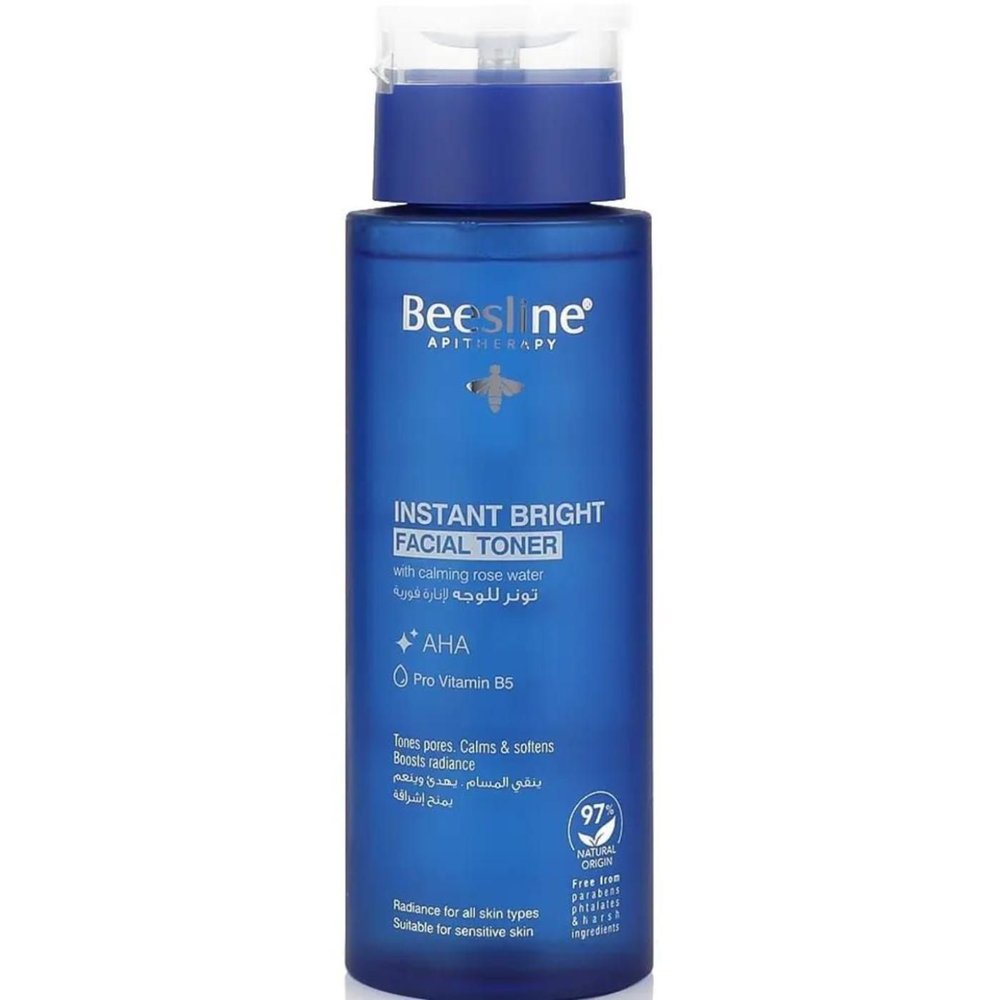 Beesline®
APITHERAPY
INSTANT BRIGHT
FACIAL TONER
with calming rose water
تونر للوجه لإنارة فورية
AHA
Pro Vitamin B5
Tones pores. Calms & softens
Boosts radiance
ينقي المسام . يهدئ وينعم
يمنح إشراقة
97%
NATURAL
ORIGIN
Free from
parabens
phtalates
& harsh
ingredients
Radiance for all skin types
Suitable for sensitive skin